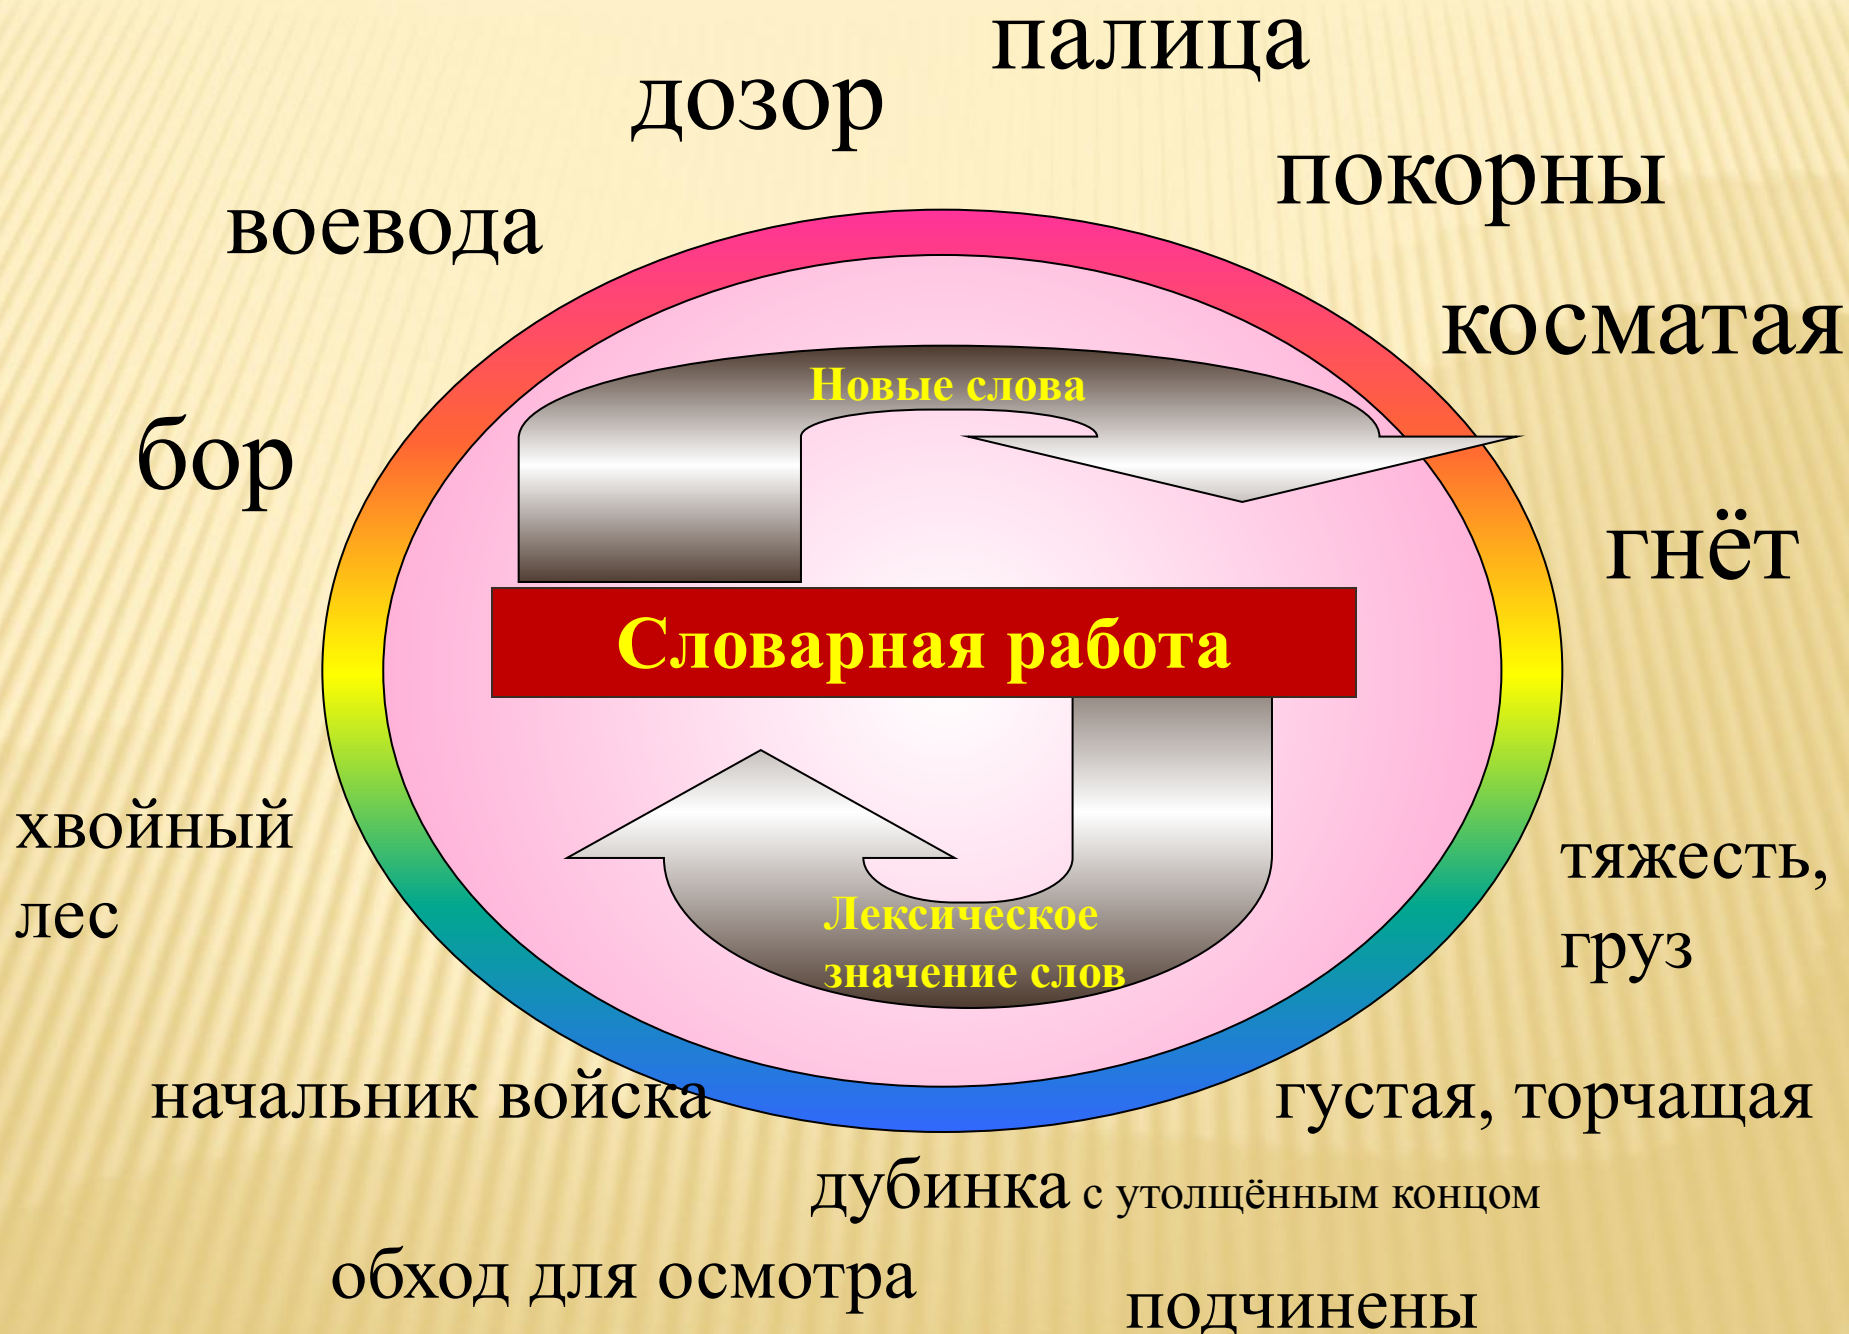 палица
дозор
покорны
воевода
косматая
Новые слова
бор
гнёт
Словарная работа
хвойный
лес
тяжесть,
груз
Лексическое
значение слов
начальник войска
густая, торчащая
дубинка с утолщённым концом
обход для осмотра
подчинены